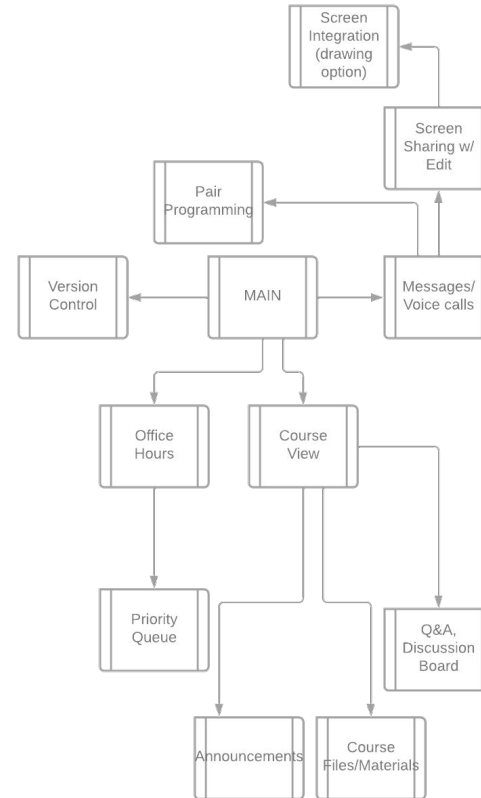 Screen
Integration
(drawing
option)
Screen
Sharing w/
Edit
Pair
Programming
Version
Control
MAIN
Messages/
Voice calls
Office
Hours
Course
View
Priority
Queue
Q&A,
Discussion
Board
Announcements
Course
Files/Materials